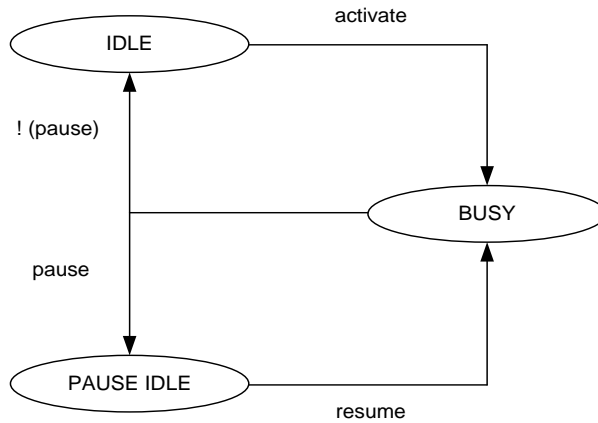 activate
IDLE
! (pause)
BUSY
pause
PAUSE IDLE
resume